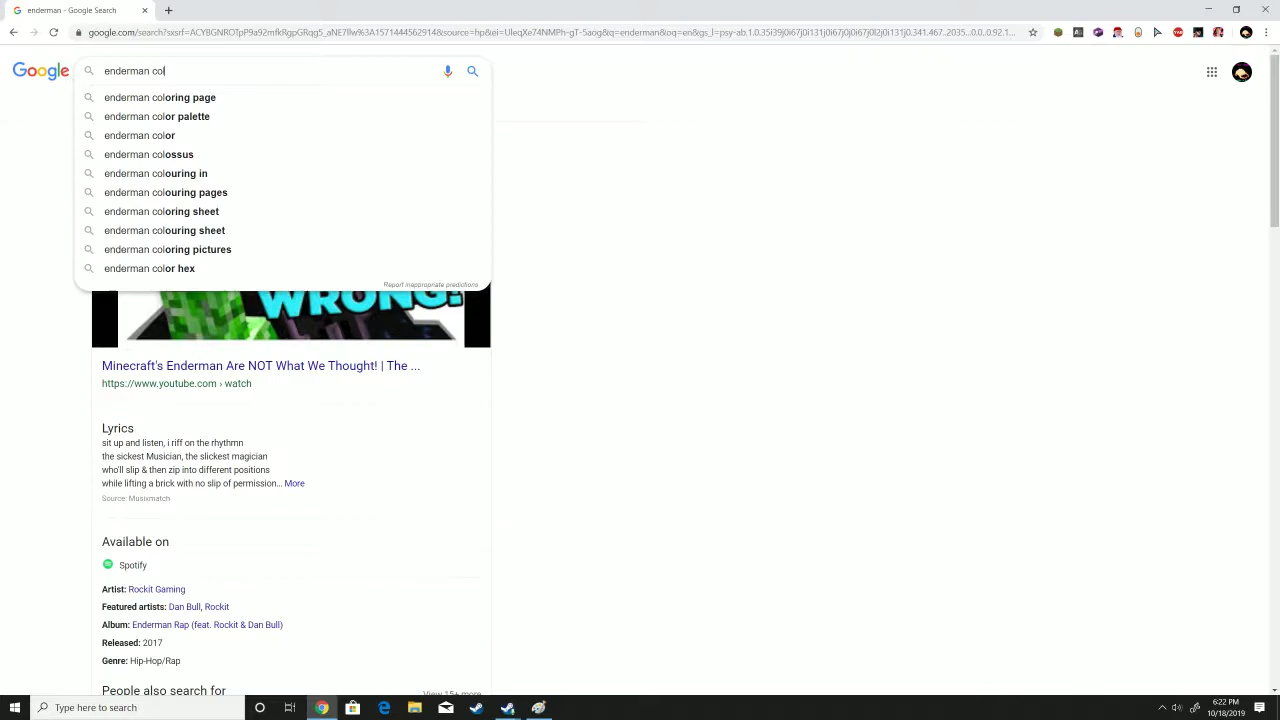 enderman - Google Search
google.com/search?sxsrf=ACYBGNROTpP9a92mfkRgpGRqg5_aNE7llw%3A1571444562914&source=hp&ei=UleqXe74NMPh-gT-5aog&q=enderman&oq=en&gs_l=psy-ab.1.0.35i39j0i67j0i131j0i67j0j0i67j0l2j0i131j0.341.467..2035...0.0..0.92.1...
Google
enderman col
enderman coloring page
enderman color palette
enderman color
enderman colossus
enderman colouring in
enderman colouring pages
enderman coloring sheet
enderman colouring sheet
enderman coloring pictures
enderman color hex
Report inappropriate predictions
WRONG!
Minecraft's Enderman Are NOT What We Thought! | The ...
https://www.youtube.com › watch
Lyrics
sit up and listen, i riff on the rhythmn
the sickest Musician, the slickest magician
who'll slip & then zip into different positions
while lifting a brick with no slip of permission... More
Source: Musixmatch
Available on
Spotify
Artist: Rockit Gaming
Featured artists: Dan Bull, Rockit
Album: Enderman Rap (feat. Rockit & Dan Bull)
Released: 2017
Genre: Hip-Hop/Rap
People also search for
View 15+ more
Type here to search
6:22 PM
10/18/2019